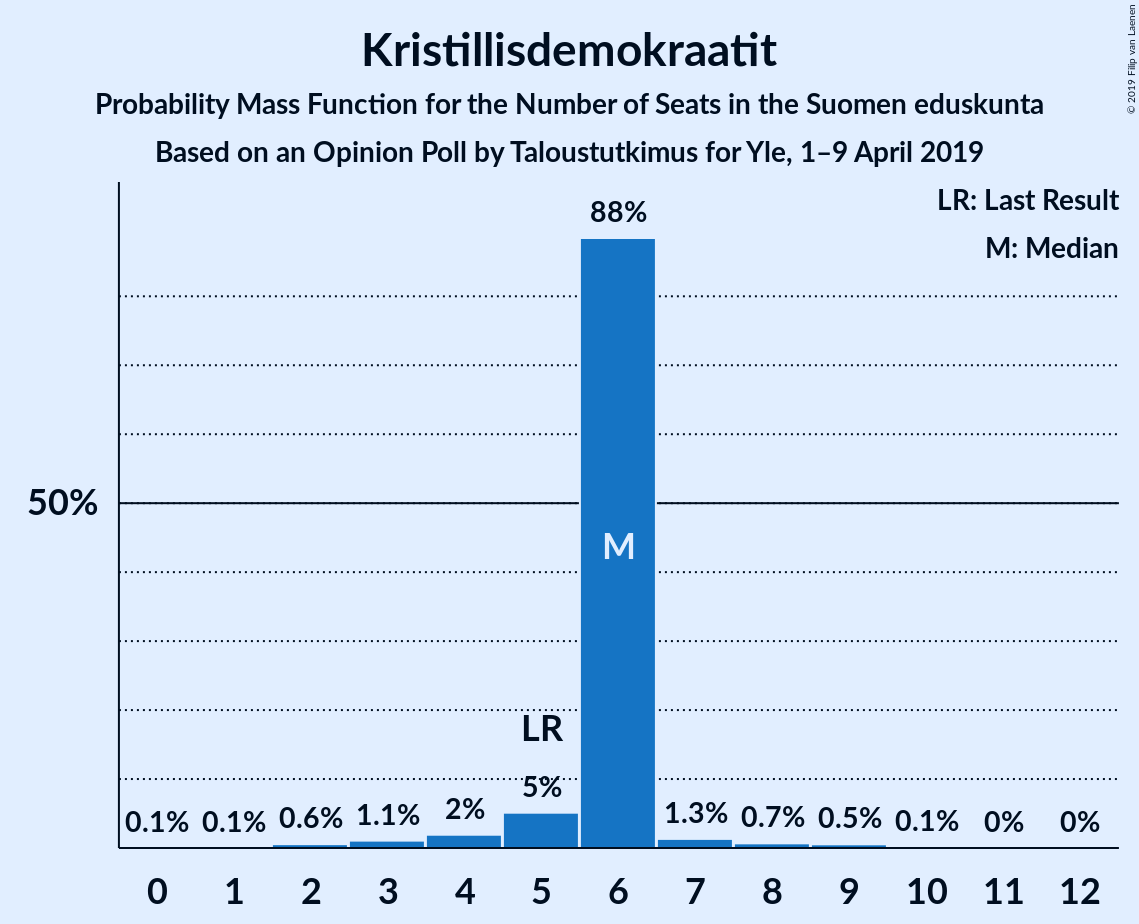 Kristillisdemokraatit
Probability Mass Function for the Number of Seats in the Suomen eduskunta
Based on an Opinion Poll by Taloustutkimus for Yle, 1–9 April 2019
© 2019 Filip van Laenen
LR: Last Result
M: Median
88%
50%
M
LR
5%
0.1% 0.1% 0.6% 1.1% 2% 1.3% 0.7% 0.5% 0.1% 0% 0%
0 1 2 3 4 5 6 7 8 9 10 11 12